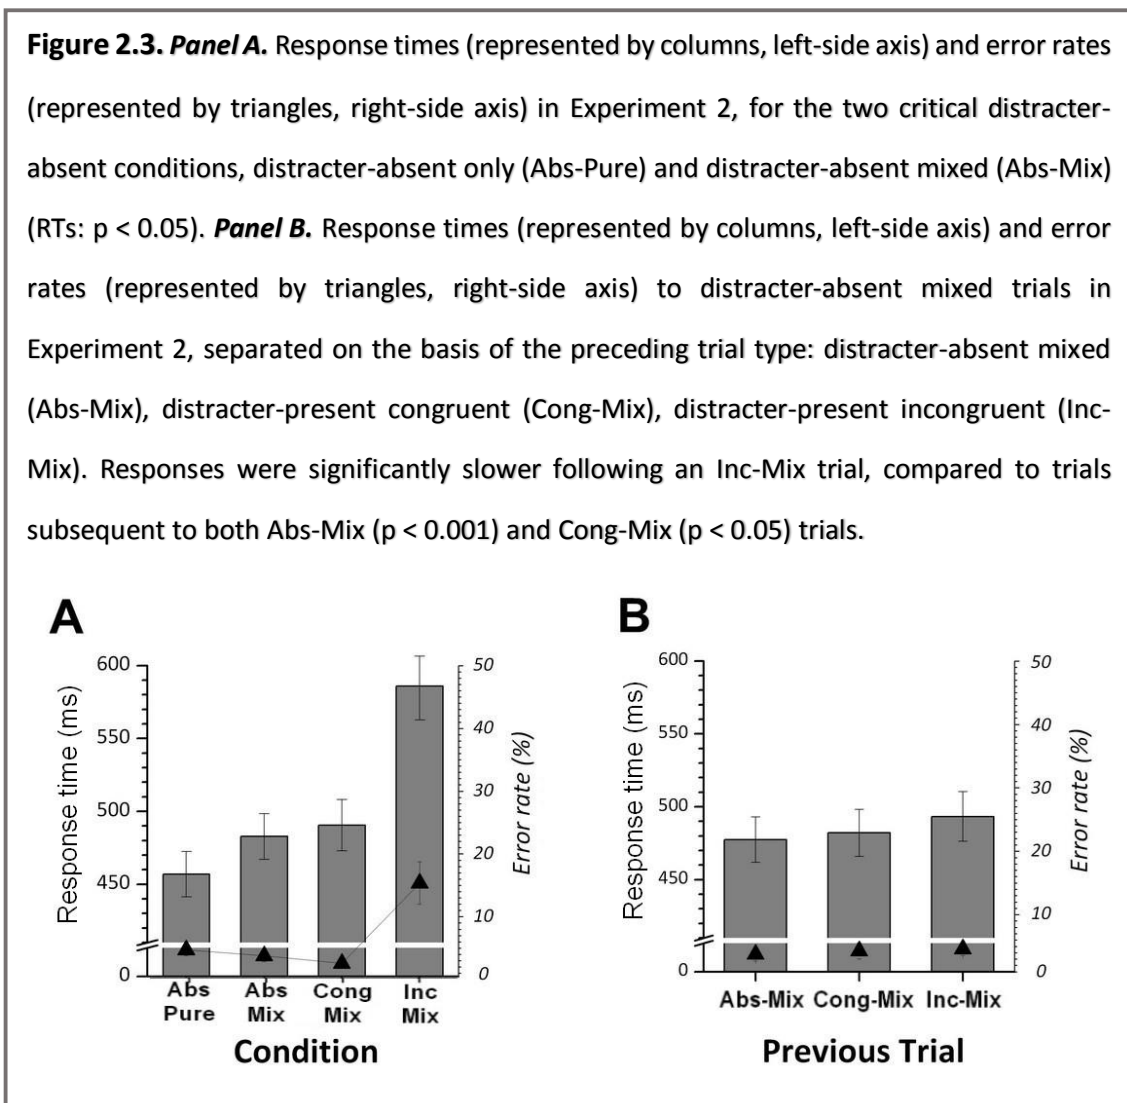 Figure 2.3. Panel A. Response times (represented by columns, left-side axis) and error rates
(represented by triangles, right-side axis) in Experiment 2, for the two critical distracter-
absent conditions, distracter-absent only (Abs-Pure) and distracter-absent mixed (Abs-Mix)
(RTs: p < 0.05). Panel B. Response times (represented by columns, left-side axis) and error
rates (represented by triangles, right-side axis) to distracter-absent mixed trials in
Experiment 2, separated on the basis of the preceding trial type: distracter-absent mixed
(Abs-Mix), distracter-present congruent (Cong-Mix), distracter-present incongruent (Inc-
Mix). Responses were significantly slower following an Inc-Mix trial, compared to trials
subsequent to both Abs-Mix (p < 0.001) and Cong-Mix (p < 0.05) trials.
A
Response time (ms)
600
550
500
450
0
50
40
30
20
10
0
Error rate (%)
Abs Pure
Abs Mix
Cong Mix
Inc Mix
Condition
B
Response time (ms)
600
550
500
450
0
50
40
30
20
10
0
Error rate (%)
Abs-Mix Cong-Mix Inc-Mix
Previous Trial